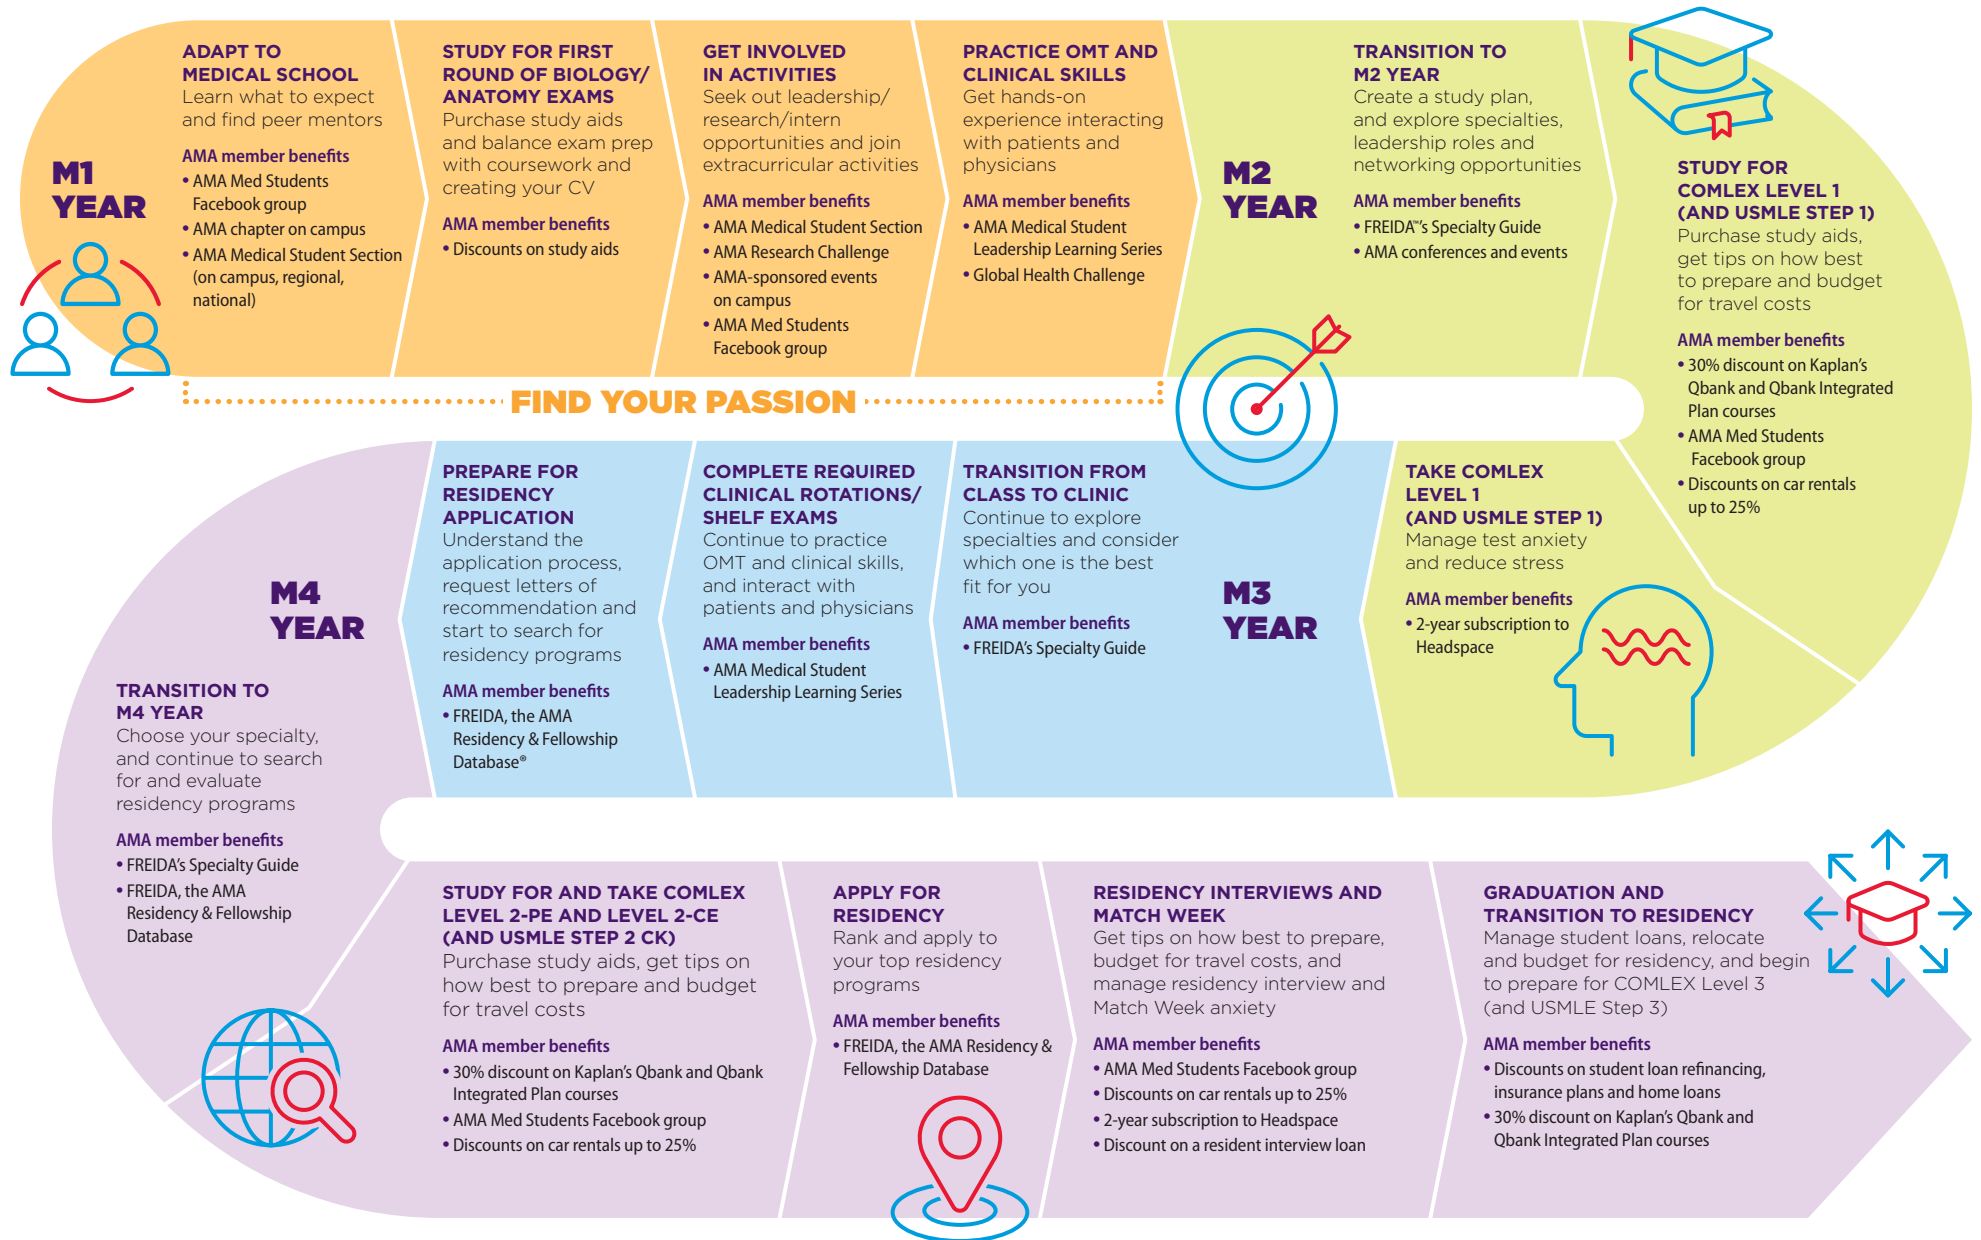 M1
YEAR
ADAPT TO
MEDICAL SCHOOL
Learn what to expect
and find peer mentors
AMA member benefits
• AMA Med Students
Facebook group
• AMA chapter on campus
• AMA Medical Student Section
(on campus, regional,
national)
STUDY FOR FIRST
ROUND OF BIOLOGY/
ANATOMY EXAMS
Purchase study aids
and balance exam prep
with coursework and
creating your CV
AMA member benefits
• Discounts on study aids
GET INVOLVED
IN ACTIVITIES
Seek out leadership/
research/intern
opportunities and join
extracurricular activities
AMA member benefits
• AMA Medical Student Section
• AMA Research Challenge
• AMA-sponsored events
on campus
• AMA Med Students
Facebook group
PRACTICE OMT AND
CLINICAL SKILLS
Get hands-on
experience interacting
with patients and
physicians
AMA member benefits
• AMA Medical Student
Leadership Learning Series
• Global Health Challenge
FIND YOUR PASSION
M2
YEAR
TRANSITION TO
M2 YEAR
Create a study plan,
and explore specialties,
leadership roles and
networking opportunities
AMA member benefits
• FREIDA™'s Specialty Guide
• AMA conferences and events
STUDY FOR
COMLEX LEVEL 1
(AND USMLE STEP 1)
Purchase study aids,
get tips on how best
to prepare and budget
for travel costs
AMA member benefits
• 30% discount on Kaplan's
Qbank and Qbank Integrated
Plan courses
• AMA Med Students
Facebook group
• Discounts on car rentals
up to 25%
TAKE COMLEX
LEVEL 1
(AND USMLE STEP 1)
Manage test anxiety
and reduce stress
AMA member benefits
• 2-year subscription to
Headspace
M3
YEAR
TRANSITION FROM
CLASS TO CLINIC
Continue to explore
specialties and consider
which one is the best
fit for you
AMA member benefits
• FREIDA's Specialty Guide
COMPLETE REQUIRED
CLINICAL ROTATIONS/
SHELF EXAMS
Continue to practice
OMT and clinical skills,
and interact with
patients and physicians
AMA member benefits
• AMA Medical Student
Leadership Learning Series
PREPARE FOR
RESIDENCY
APPLICATION
Understand the
application process,
request letters of
recommendation and
start to search for
residency programs
AMA member benefits
• FREIDA, the AMA
Residency & Fellowship
Database®
M4
YEAR
TRANSITION TO
M4 YEAR
Choose your specialty,
and continue to search
for and evaluate
residency programs
AMA member benefits
• FREIDA's Specialty Guide
• FREIDA, the AMA
Residency & Fellowship
Database
STUDY FOR AND TAKE COMLEX
LEVEL 2-PE AND LEVEL 2-CE
(AND USMLE STEP 2 CK)
Purchase study aids, get tips on
how best to prepare and budget
for travel costs
AMA member benefits
• 30% discount on Kaplan's Qbank and Qbank
Integrated Plan courses
• AMA Med Students Facebook group
• Discounts on car rentals up to 25%
APPLY FOR
RESIDENCY
Rank and apply to
your top residency
programs
AMA member benefits
• FREIDA, the AMA Residency &
Fellowship Database
RESIDENCY INTERVIEWS AND
MATCH WEEK
Get tips on how best to prepare,
budget for travel costs, and
manage residency interview and
Match Week anxiety
AMA member benefits
• AMA Med Students Facebook group
• Discounts on car rentals up to 25%
• 2-year subscription to Headspace
• Discount on a resident interview loan
GRADUATION AND
TRANSITION TO RESIDENCY
Manage student loans, relocate
and budget for residency, and begin
to prepare for COMLEX Level 3
(and USMLE Step 3)
AMA member benefits
• Discounts on student loan refinancing,
insurance plans and home loans
• 30% discount on Kaplan's Qbank and
Qbank Integrated Plan courses